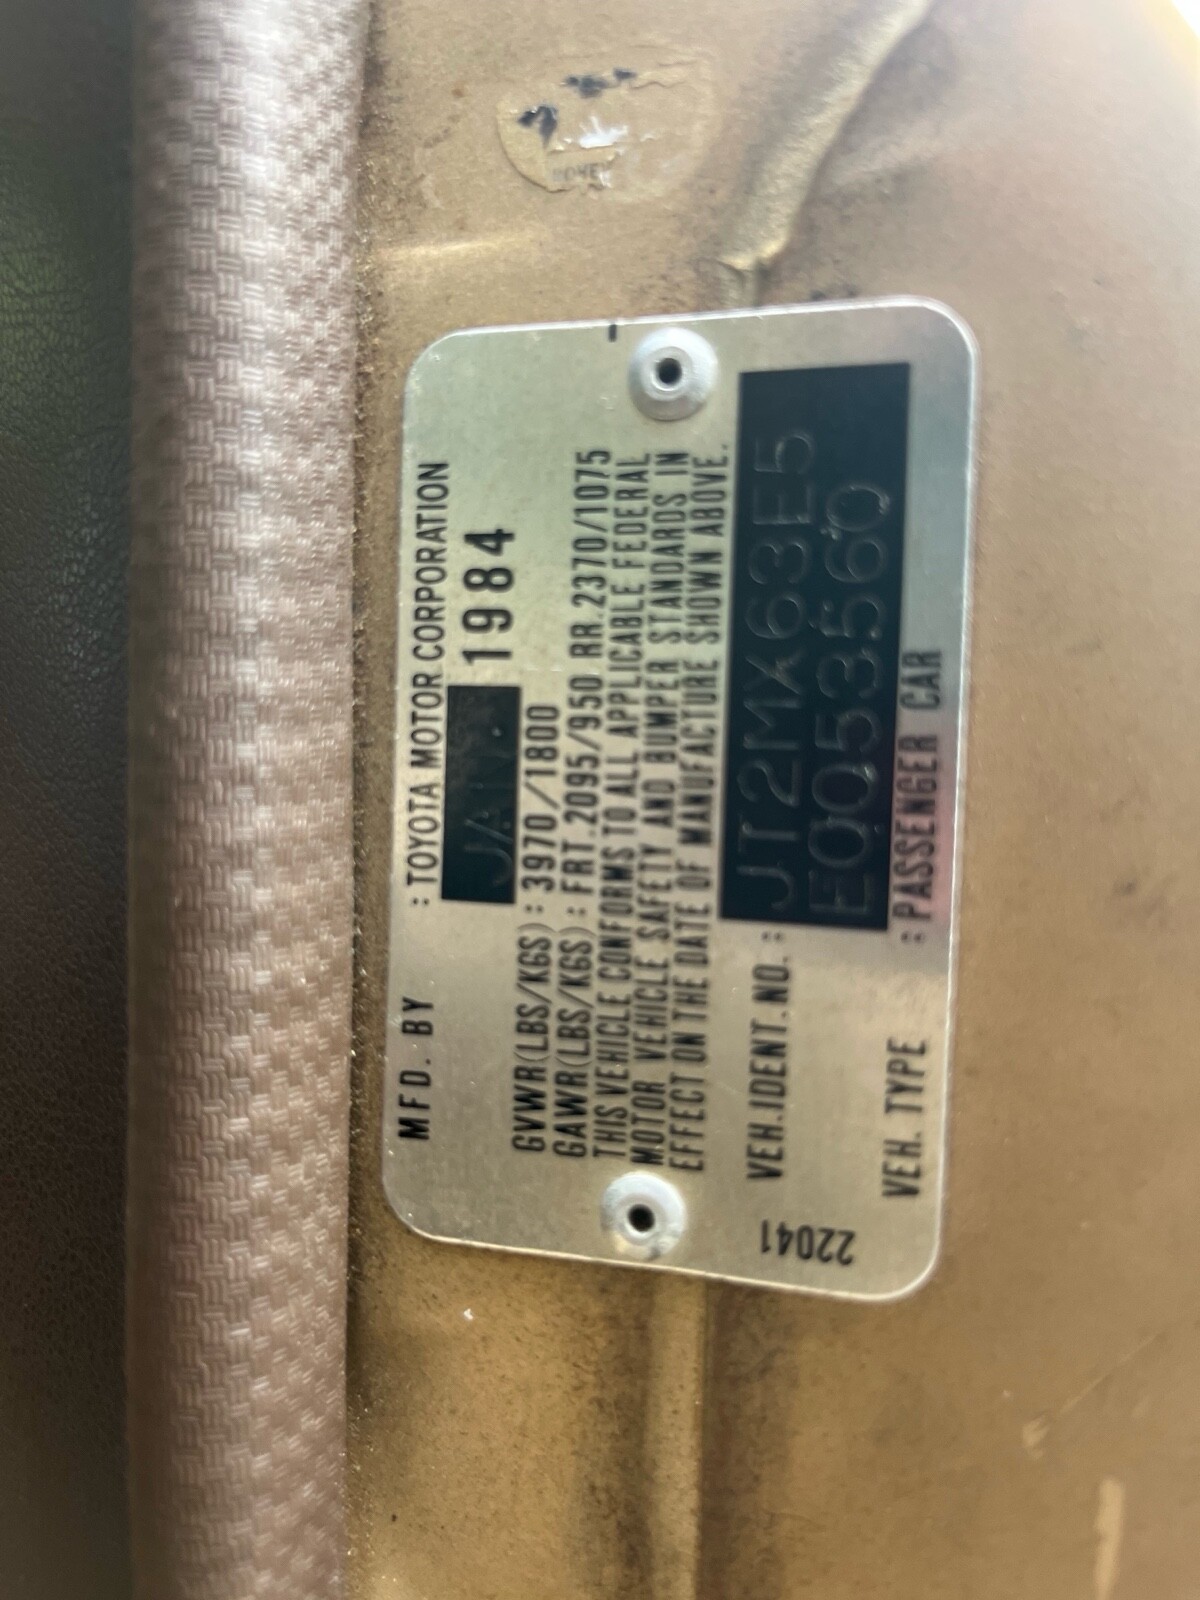 MFD. BY : TOYOTA MOTOR CORPORATION
JAN. 1984
GVWR(LBS/KGS) : 3970/1800
GAWR(LBS/KGS) : FRT.2095/950 RR.2370/1075
THIS VEHICLE CONFORMS TO ALL APPLICABLE FEDERAL
MOTOR VEHICLE SAFETY AND BUMPER STANDARDS IN
EFFECT ON THE DATE OF MANUFACTURE SHOWN ABOVE.
VEH.IDENT.NO. : JT2MX63E5
E0053560
VEH. TYPE : PASSENGER CAR
22041